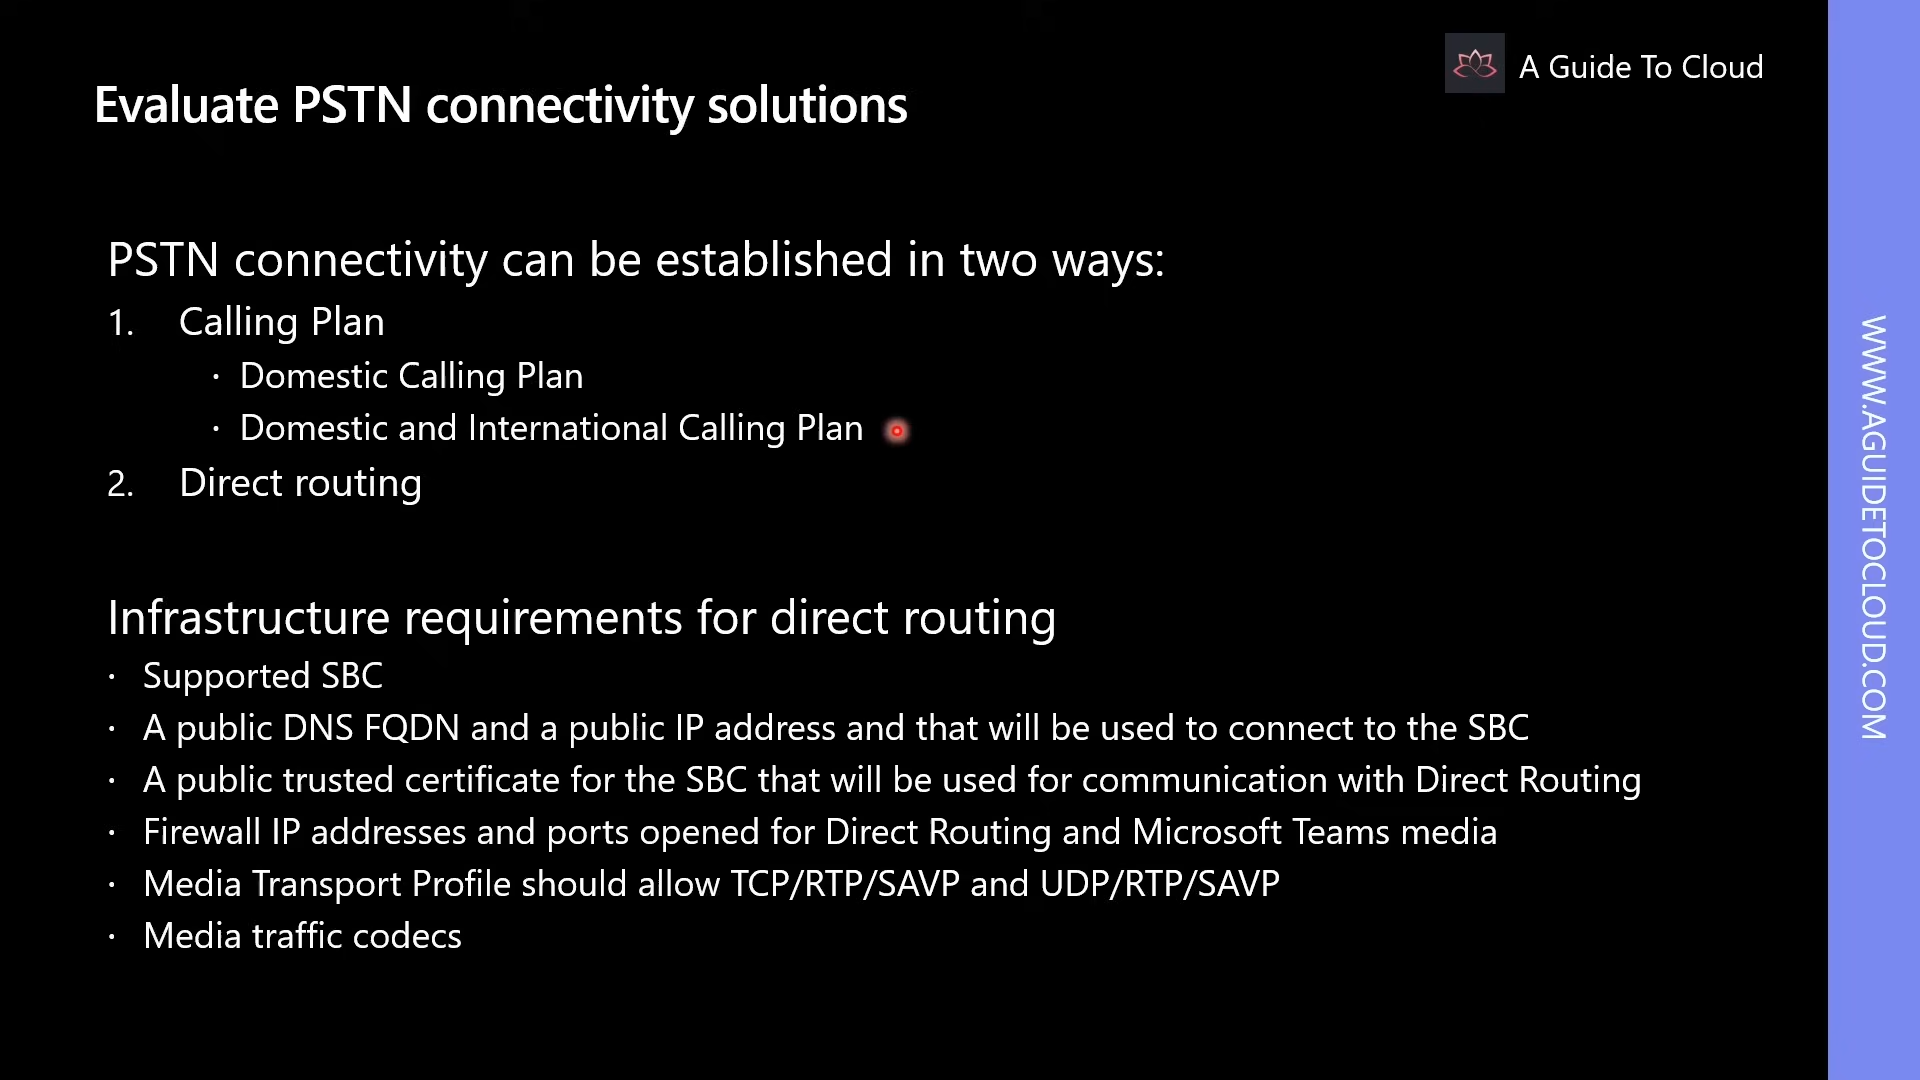 A Guide To Cloud
Evaluate PSTN connectivity solutions
PSTN connectivity can be established in two ways:
1. Calling Plan
· Domestic Calling Plan
· Domestic and International Calling Plan
2. Direct routing
Infrastructure requirements for direct routing
· Supported SBC
· A public DNS FQDN and a public IP address and that will be used to connect to the SBC
· A public trusted certificate for the SBC that will be used for communication with Direct Routing
· Firewall IP addresses and ports opened for Direct Routing and Microsoft Teams media
· Media Transport Profile should allow TCP/RTP/SAVP and UDP/RTP/SAVP
· Media traffic codecs
WWW.AGUIDETOCLOUD.COM